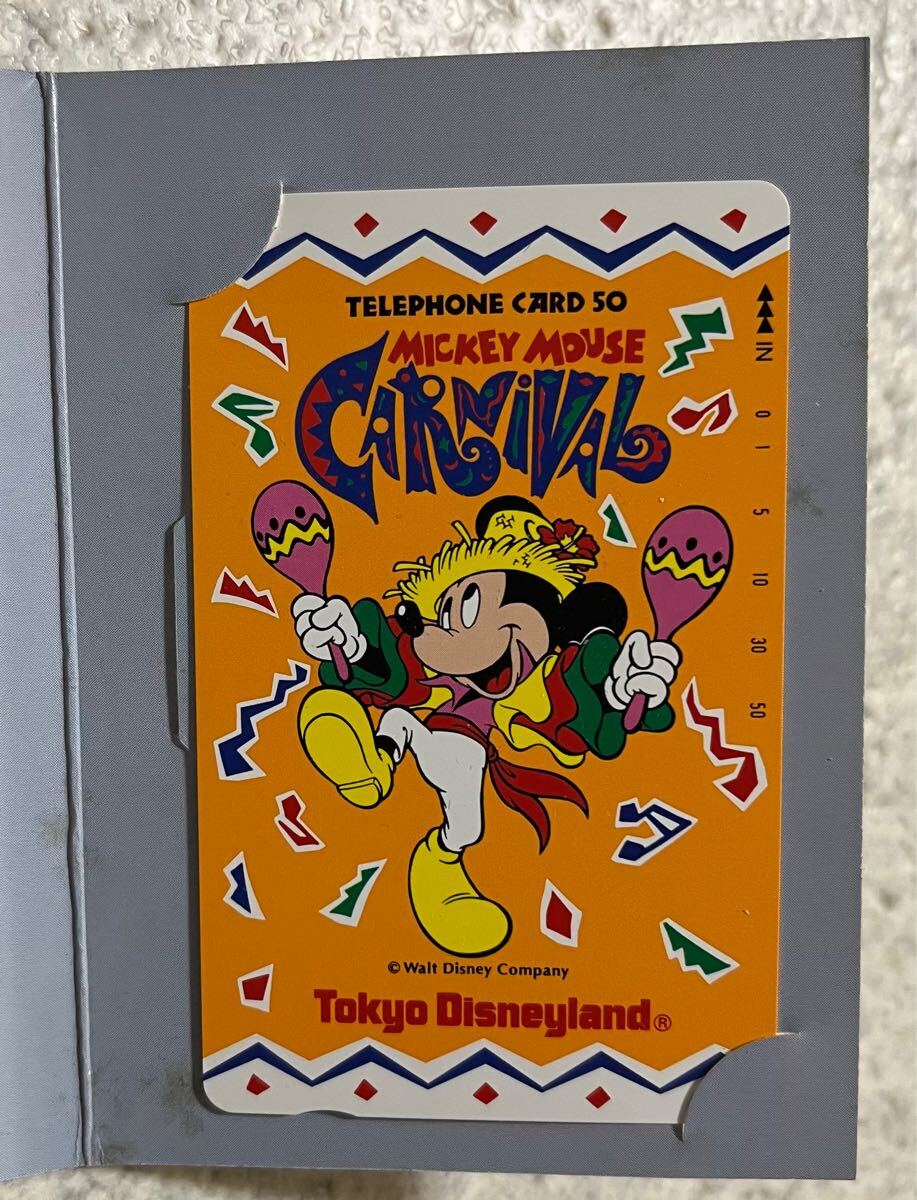 TELEPHONE CARD 50
MICKEY MOUSE
CARNIVAL
IN
0
1
5
10
30
50
© Walt Disney Company
Tokyo Disneyland®